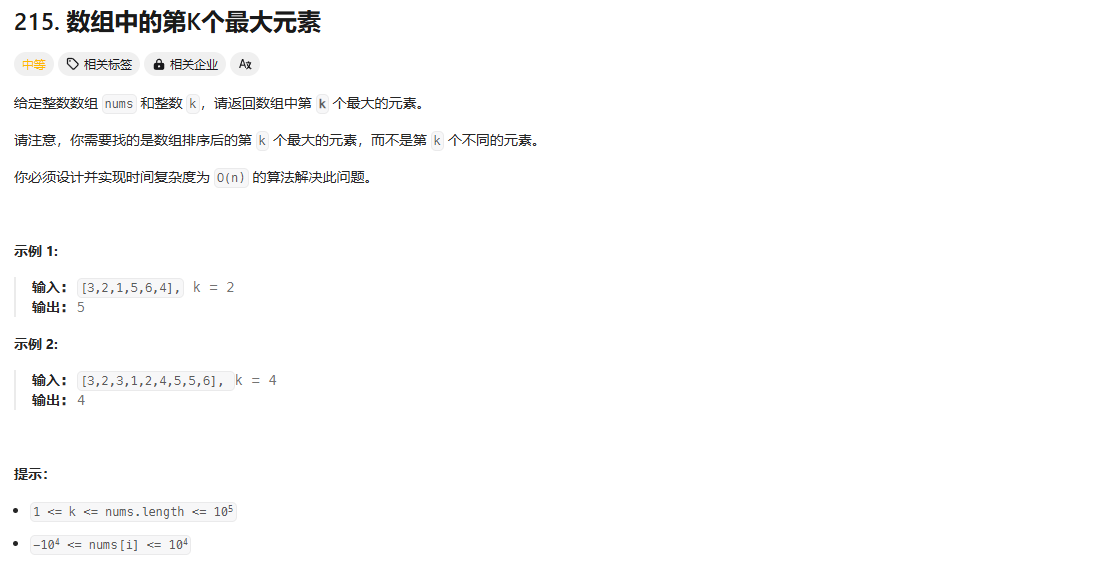 215. 数组中的第K个最大元素
中等 相关标签 相关企业 Aあ
给定整数数组 nums 和整数 k，请返回数组中第 k 个最大的元素。
请注意，你需要找的是数组排序后的第 k 个最大的元素，而不是第 k 个不同的元素。
你必须设计并实现时间复杂度为 O(n) 的算法解决此问题。
示例 1:
输入: [3,2,1,5,6,4], k = 2
输出: 5
示例 2:
输入: [3,2,3,1,2,4,5,5,6], k = 4
输出: 4
提示：
1 <= k <= nums.length <= 10⁵
-10⁴ <= nums[i] <= 10⁴